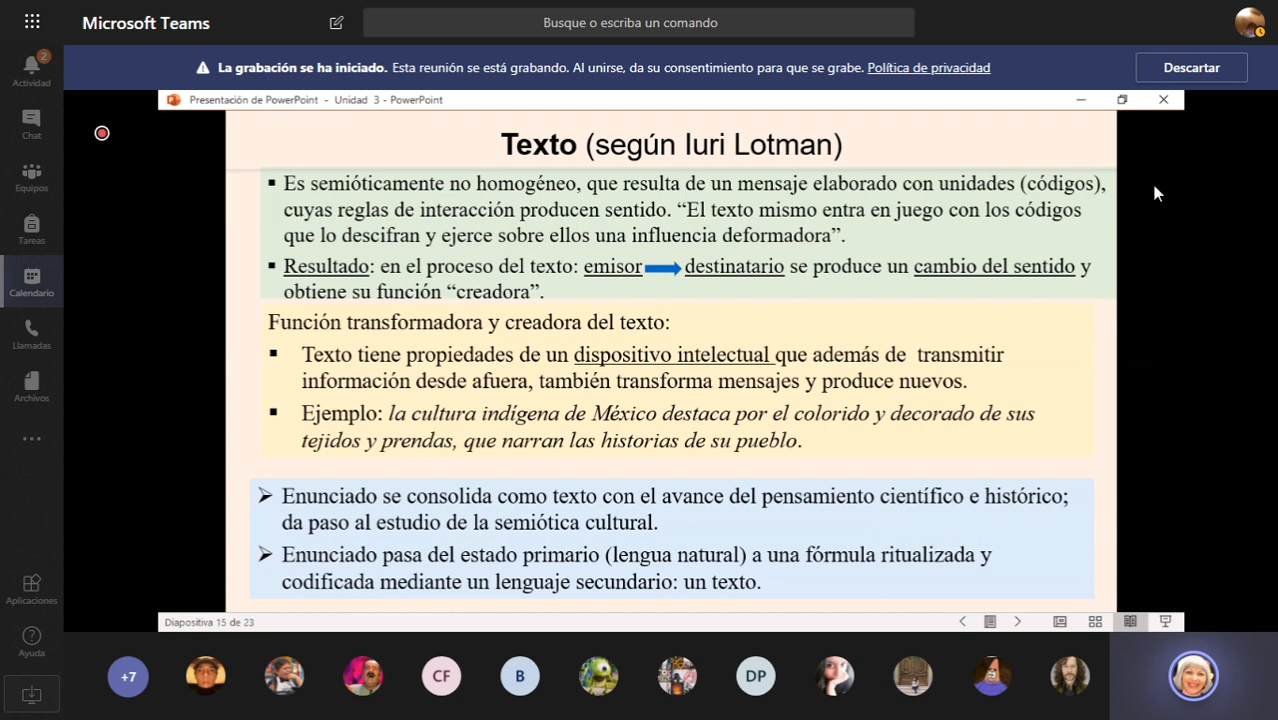 Microsoft Teams
Busque o escriba un comando
2
Actividad
Chat
Equipos
Tareas
Calendario
Llamadas
Archivos
Aplicaciones
Ayuda
La grabación se ha iniciado. Esta reunión se está grabando. Al unirse, da su consentimiento para que se grabe. Política de privacidad
Descartar
Presentación de PowerPoint - Unidad 3 - PowerPoint
Texto (según Iuri Lotman)
▪ Es semióticamente no homogéneo, que resulta de un mensaje elaborado con unidades (códigos),
cuyas reglas de interacción producen sentido. “El texto mismo entra en juego con los códigos
que lo descifran y ejerce sobre ellos una influencia deformadora”.
▪ Resultado: en el proceso del texto: emisor destinatario se produce un cambio del sentido y
obtiene su función “creadora”.
Función transformadora y creadora del texto:
▪ Texto tiene propiedades de un dispositivo intelectual que además de transmitir
información desde afuera, también transforma mensajes y produce nuevos.
▪ Ejemplo: la cultura indígena de México destaca por el colorido y decorado de sus
tejidos y prendas, que narran las historias de su pueblo.
➢ Enunciado se consolida como texto con el avance del pensamiento científico e histórico;
da paso al estudio de la semiótica cultural.
➢ Enunciado pasa del estado primario (lengua natural) a una fórmula ritualizada y
codificada mediante un lenguaje secundario: un texto.
Diapositiva 15 de 23
+7
CF
B
DP